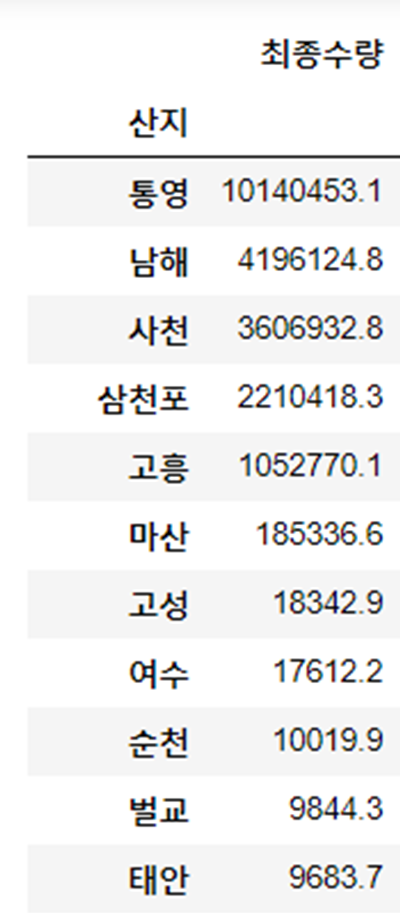 최종수량
산지
통영 10140453.1
남해 4196124.8
사천 3606932.8
삼천포 2210418.3
고흥 1052770.1
마산 185336.6
고성 18342.9
여수 17612.2
순천 10019.9
벌교 9844.3
태안 9683.7